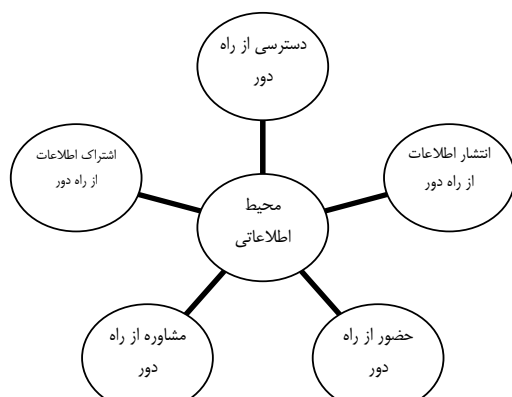 دسترسی از راه
دور
انتشار اطلاعات
از راه دور
اشتراک اطلاعات
از راه دور
محیط
اطلاعاتی
حضور از راه
دور
مشاوره از راه
دور